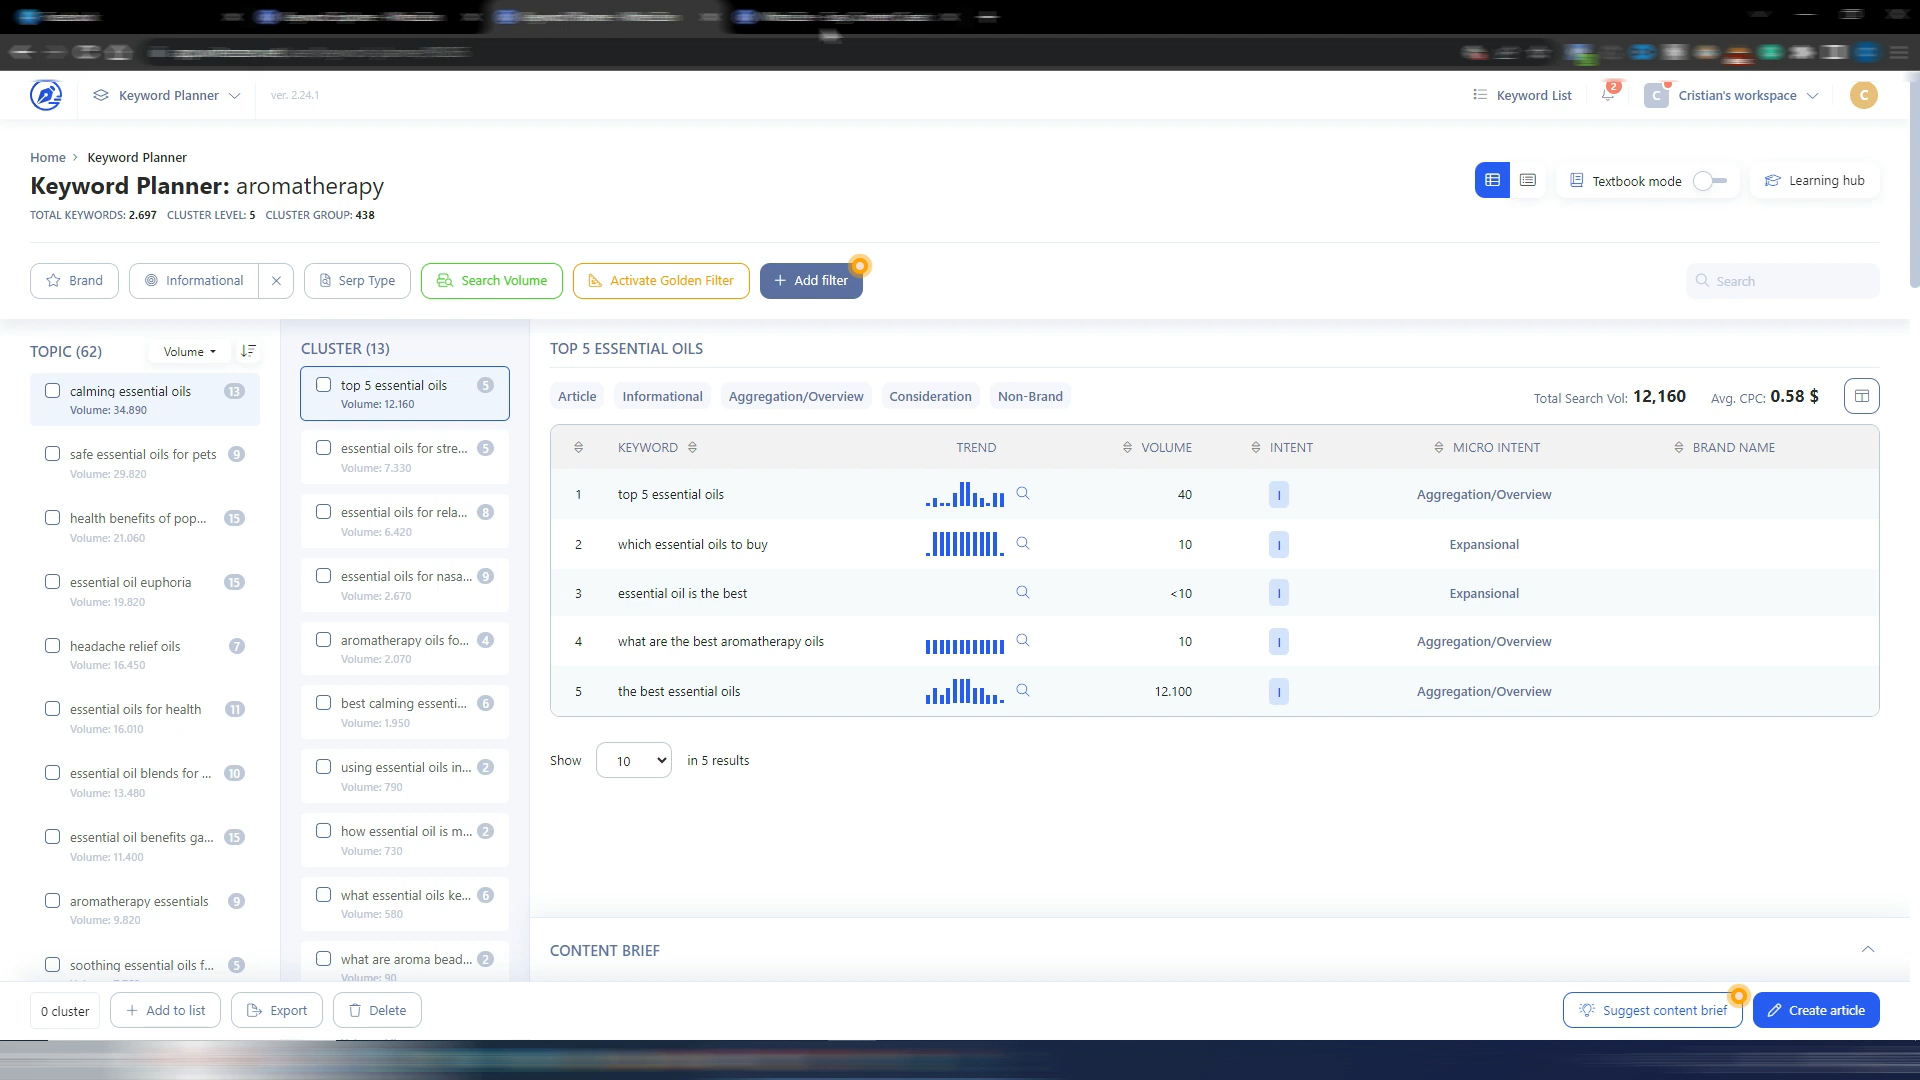 Keyword Planner
ver. 2.24.1
Keyword List
2
C
Cristian's workspace
C
Home > Keyword Planner
Keyword Planner: aromatherapy
TOTAL KEYWORDS: 2.697 CLUSTER LEVEL: 5 CLUSTER GROUP: 438
Textbook mode
Learning hub
Brand
Informational
Serp Type
Search Volume
Activate Golden Filter
+ Add filter
Search
TOPIC (62)
Volume
calming essential oils 13
Volume: 34.890
safe essential oils for pets 9
Volume: 29.820
health benefits of pop... 15
Volume: 21.060
essential oil euphoria 15
Volume: 19.820
headache relief oils 7
Volume: 16.450
essential oils for health 11
Volume: 16.010
essential oil blends for ... 10
Volume: 13.480
essential oil benefits ga... 15
Volume: 11.400
aromatherapy essentials 9
Volume: 9.820
soothing essential oils f... 5
CLUSTER (13)
top 5 essential oils 5
Volume: 12.160
essential oils for stre... 5
Volume: 7.330
essential oils for rela... 8
Volume: 6.420
essential oils for nasa... 9
Volume: 2.670
aromatherapy oils fo... 4
Volume: 2.070
best calming essenti... 6
Volume: 1.950
using essential oils in... 2
Volume: 790
how essential oil is m... 2
Volume: 730
what essential oils ke... 6
Volume: 580
what are aroma bead... 2
Volume: 90
TOP 5 ESSENTIAL OILS
Article
Informational
Aggregation/Overview
Consideration
Non-Brand
Total Search Vol: 12,160
Avg. CPC: 0.58 $
KEYWORD TREND VOLUME INTENT MICRO INTENT BRAND NAME
1 top 5 essential oils 40 I Aggregation/Overview
2 which essential oils to buy 10 I Expansional
3 essential oil is the best <10 I Expansional
4 what are the best aromatherapy oils 10 I Aggregation/Overview
5 the best essential oils 12.100 I Aggregation/Overview
Show 10 in 5 results
CONTENT BRIEF
0 cluster
+ Add to list
Export
Delete
Suggest content brief
Create article